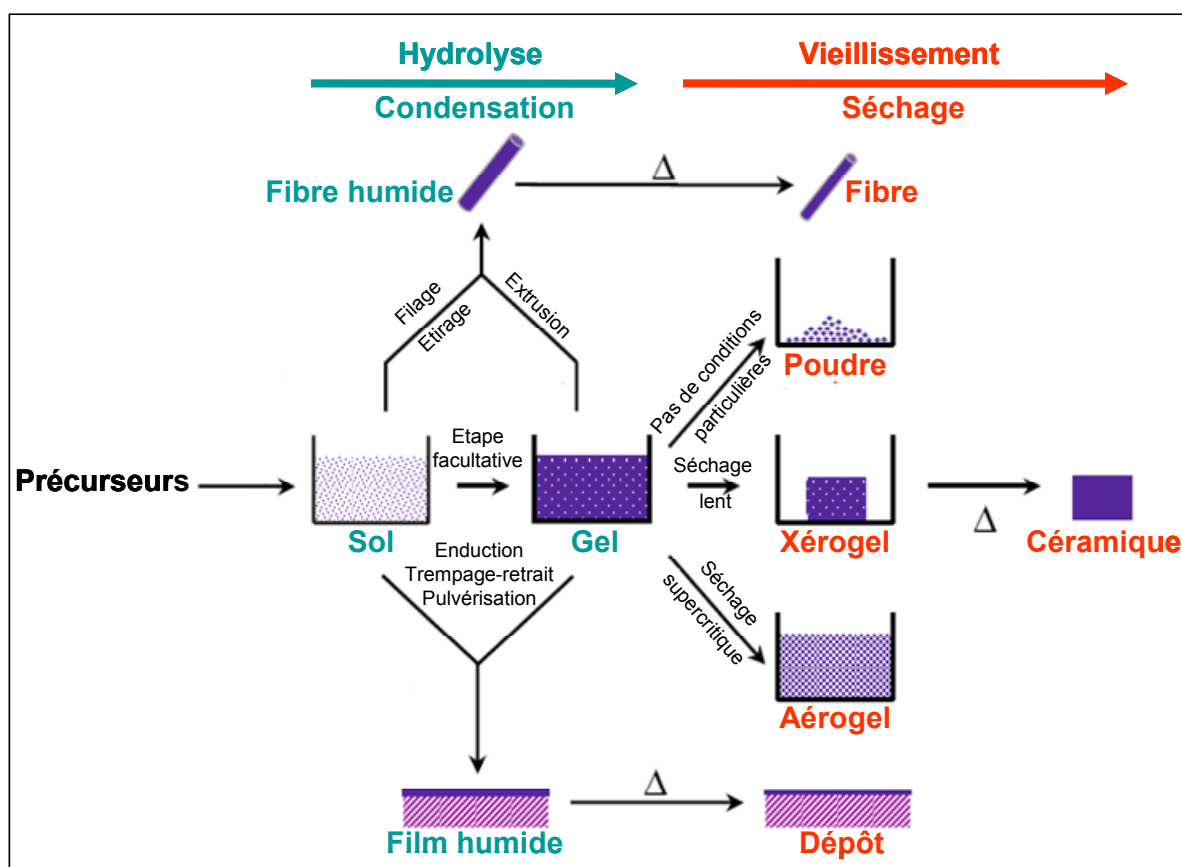 Hydrolyse
Vieillissement
Condensation
Séchage
Δ
Fibre humide
Fibre
Filage
Etirage
Extrusion
Pas de conditions
particulières
Poudre
Précurseurs
Etape
facultative
Séchage
lent
Δ
Sol
Gel
Xérogel
Céramique
Enduction
Trempage-retrait
Pulvérisation
Séchage
supercritique
Aérogel
Δ
Film humide
Dépôt